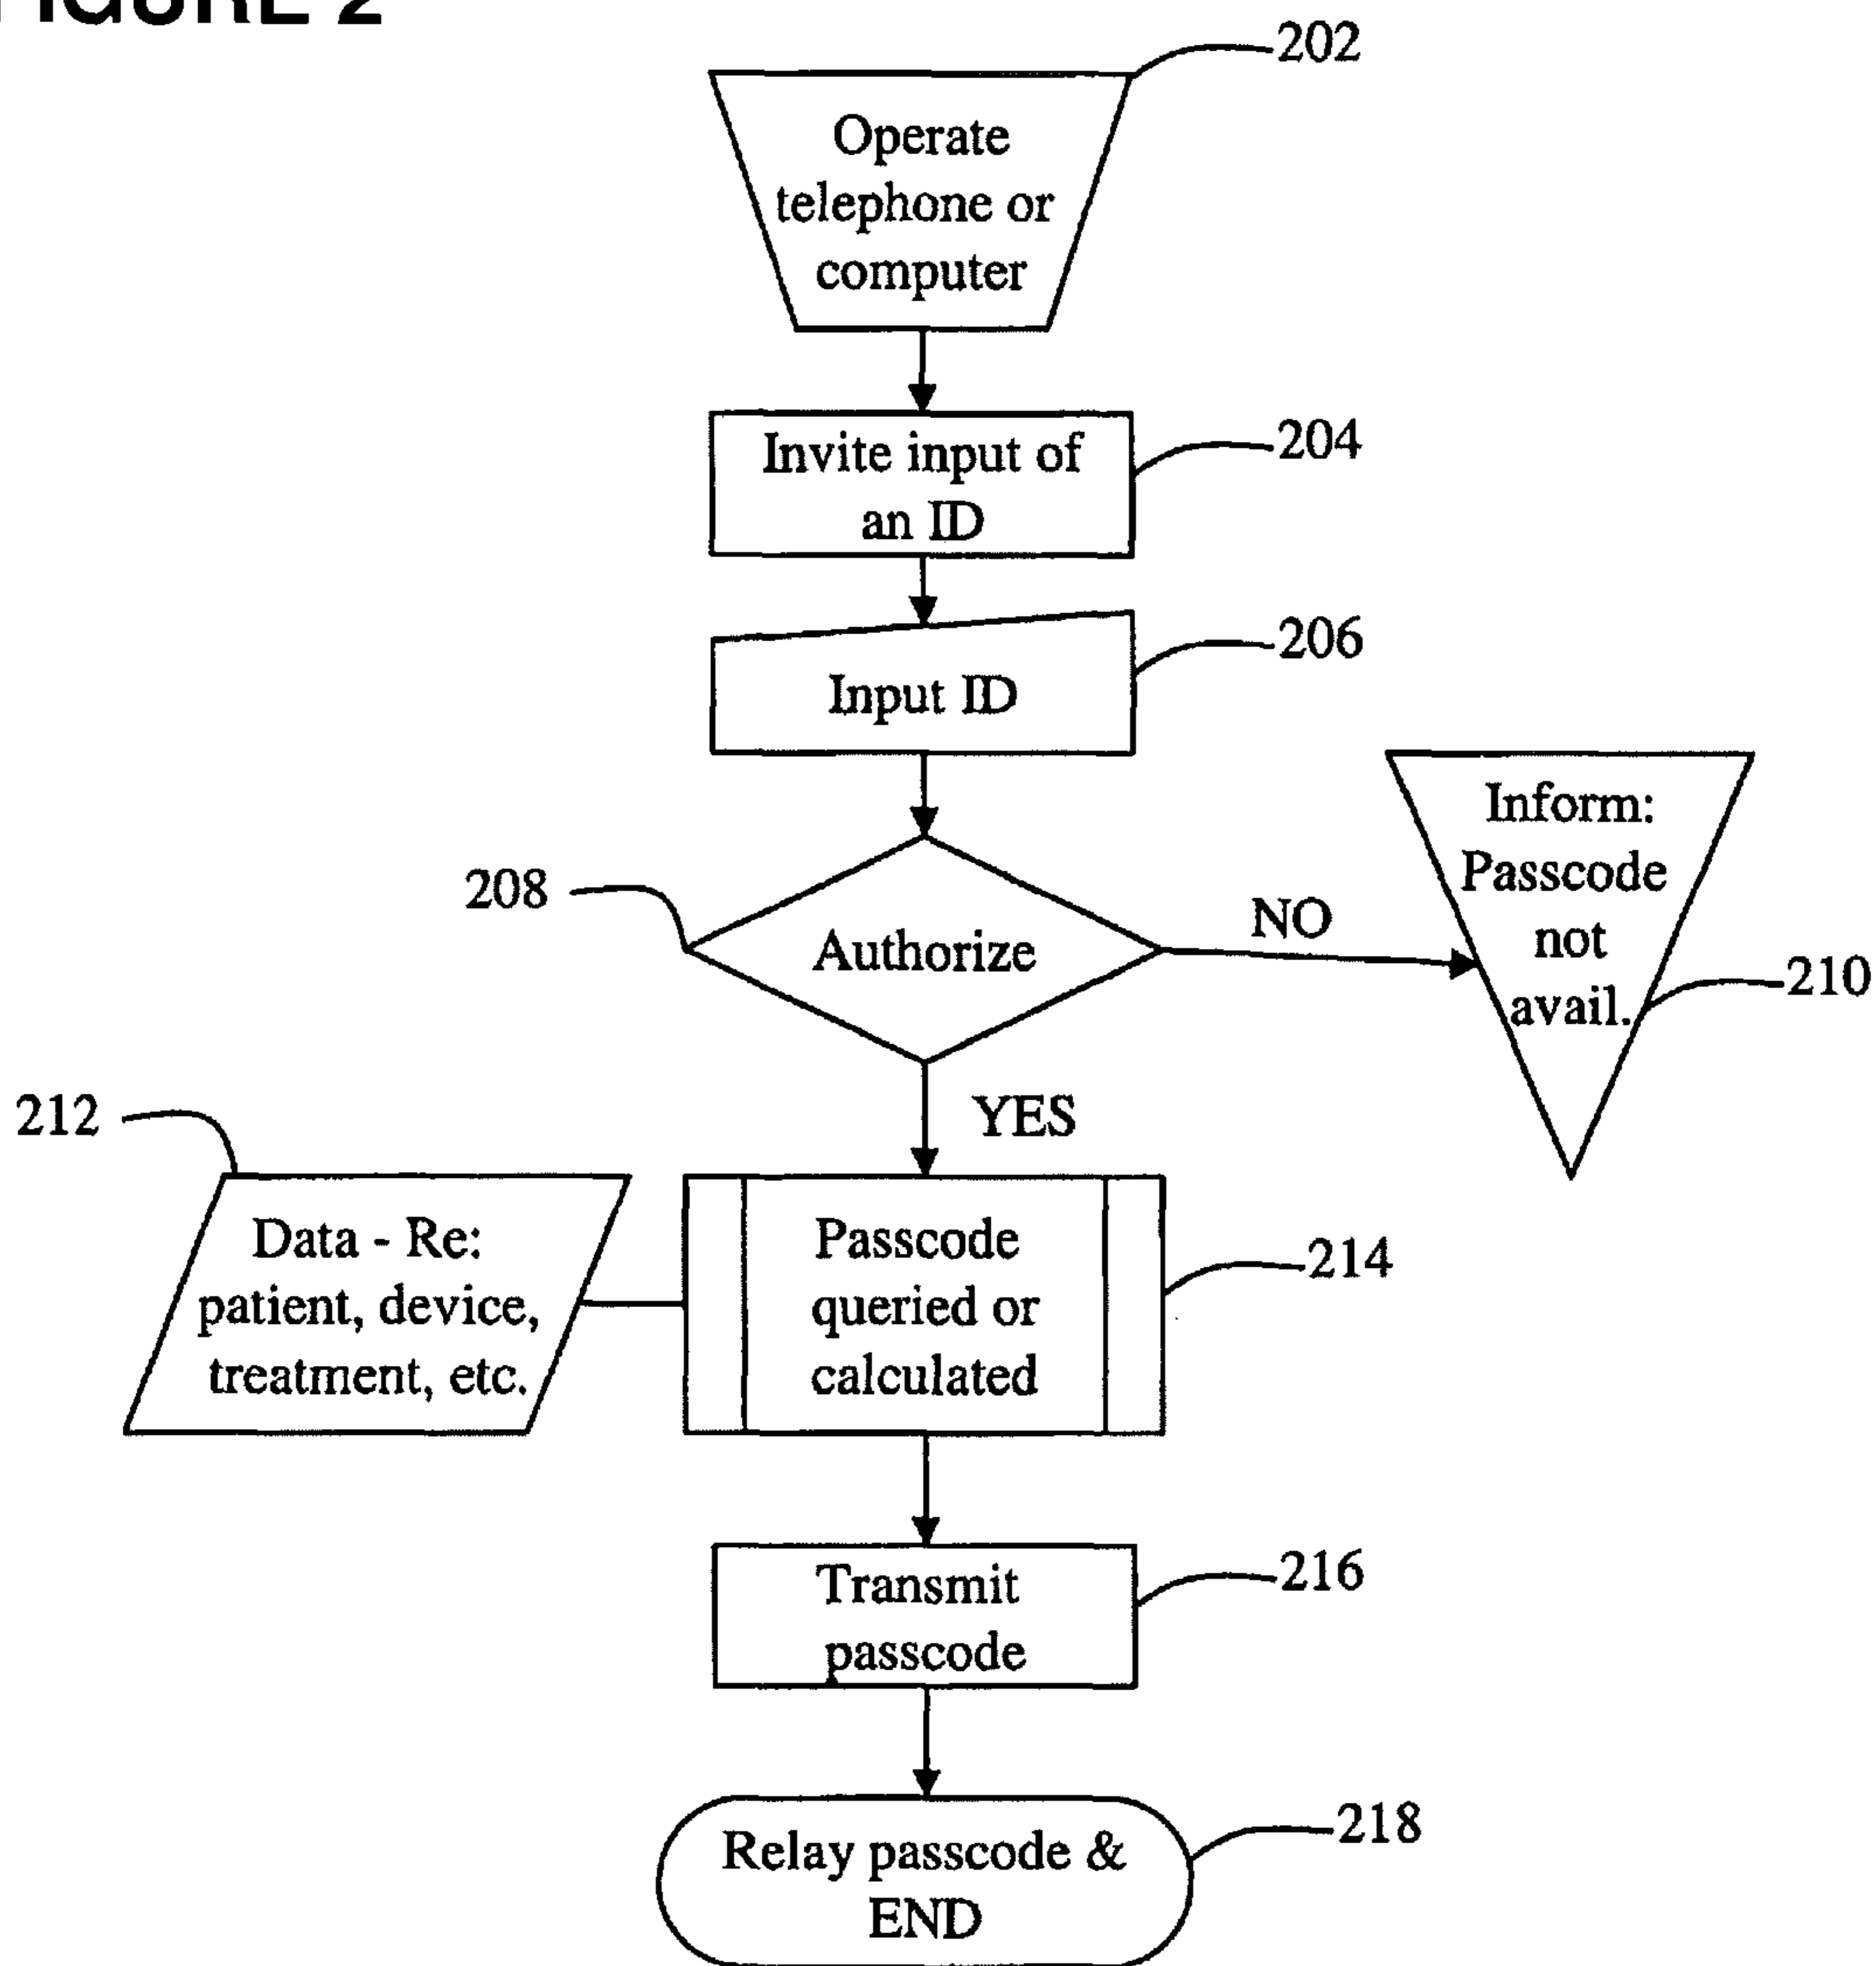 FIGURE 2
202
Operate
telephone or
computer
Invite input of
an ID
204
Input ID
206
208
Authorize
NO
Inform:
Passcode
not
avail.
210
YES
212
Data - Re:
patient, device,
treatment, etc.
Passcode
queried or
calculated
214
Transmit
passcode
216
Relay passcode &
END
218